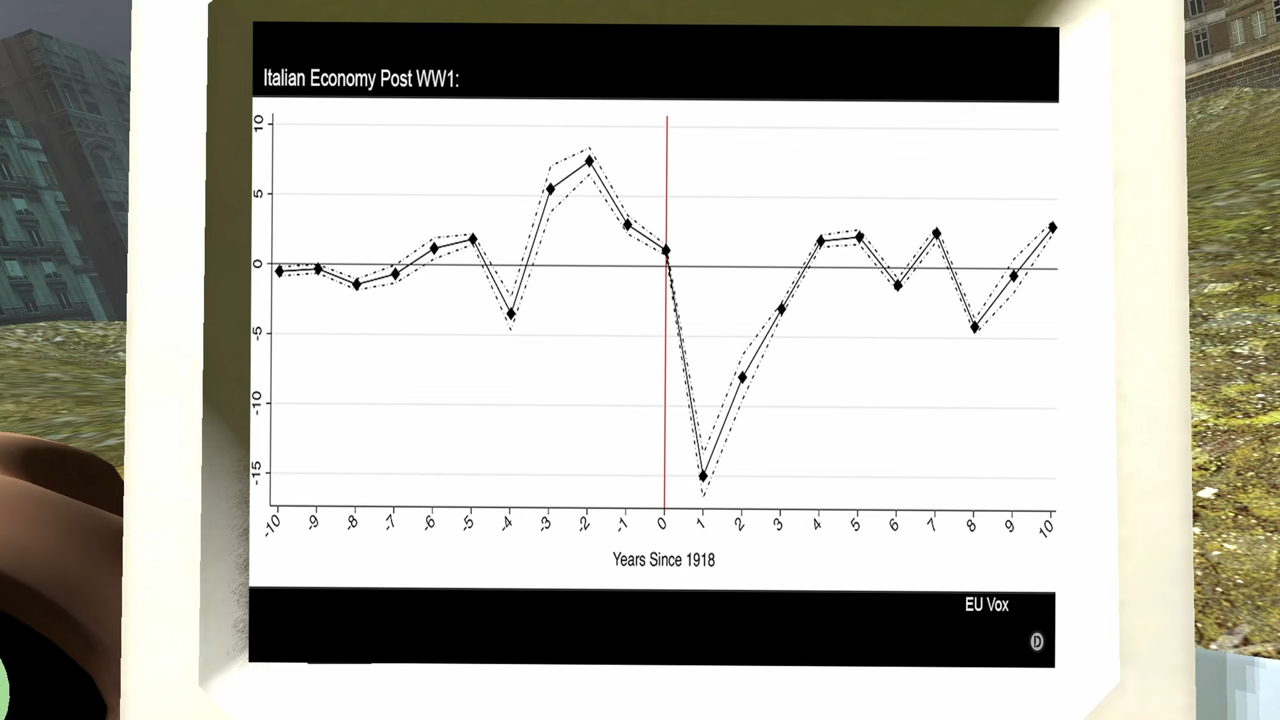 Italian Economy Post WW1:
10
5
0
-5
-10
-15
-10 -9 -8 -7 -6 -5 -4 -3 -2 -1 0 1 2 3 4 5 6 7 8 9 10
Years Since 1918
EU Vox
D